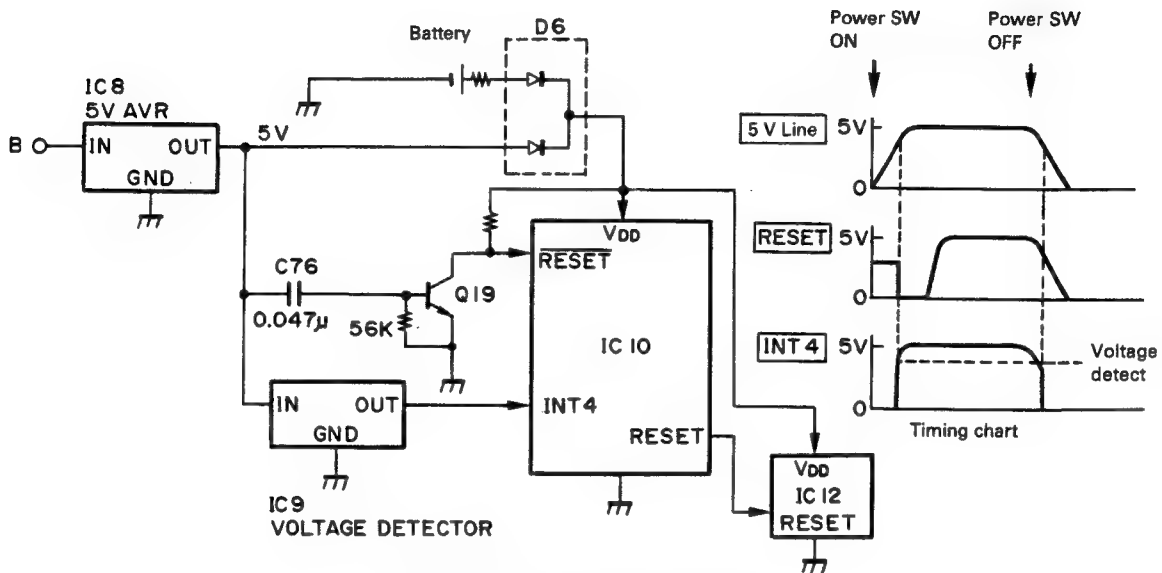 Battery
D6
Power SW
ON
Power SW
OFF
IC8
5V AVR
B
IN
OUT
GND
5V
5 V Line
5V
0
VDD
RESET
C76
0.047μ
56K
Q19
IC 10
RESET
5V
0
INT 4
5V
0
Voltage
detect
Timing chart
IN
OUT
GND
INT4
RESET
IC9
VOLTAGE DETECTOR
VDD
IC 12
RESET